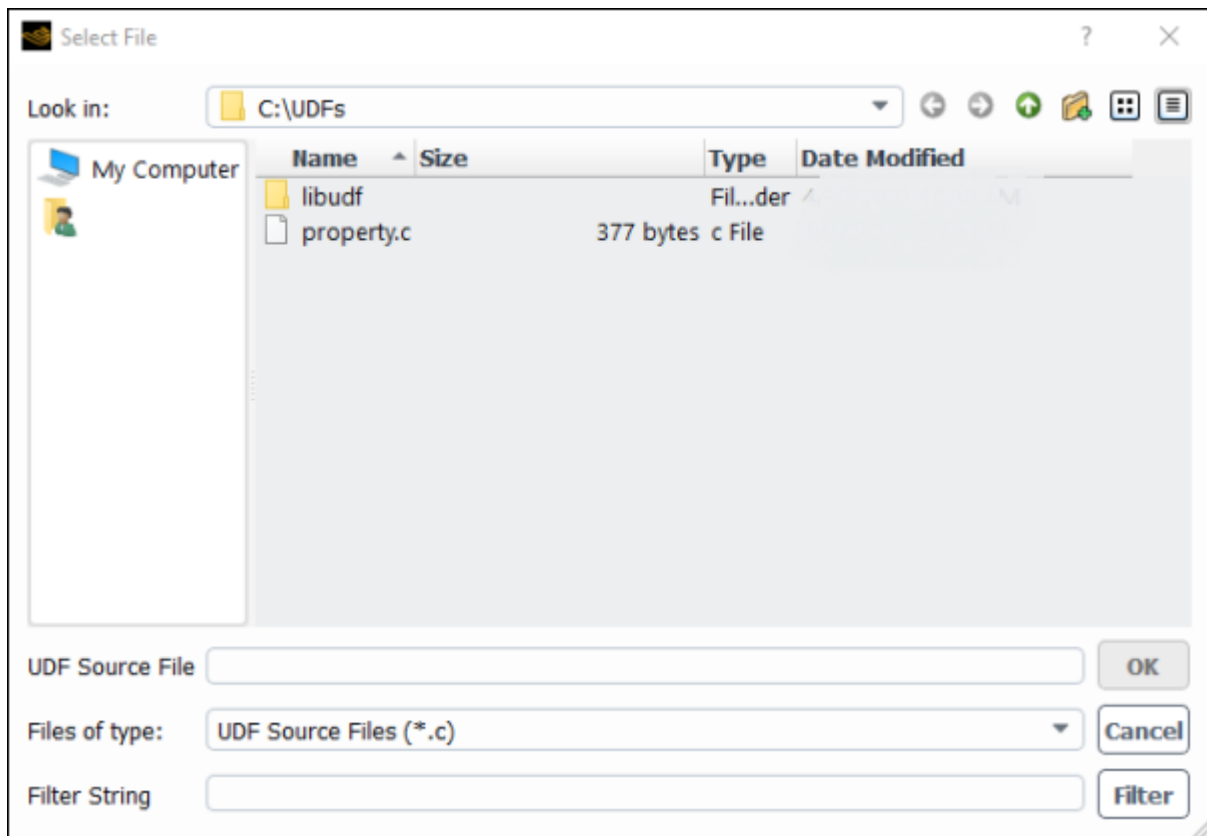 Select File
?
Look in: C:\UDFs
My Computer
Name Size Type Date Modified
libudf Fil...der
property.c 377 bytes c File
UDF Source File OK
Files of type: UDF Source Files (*.c) Cancel
Filter String Filter